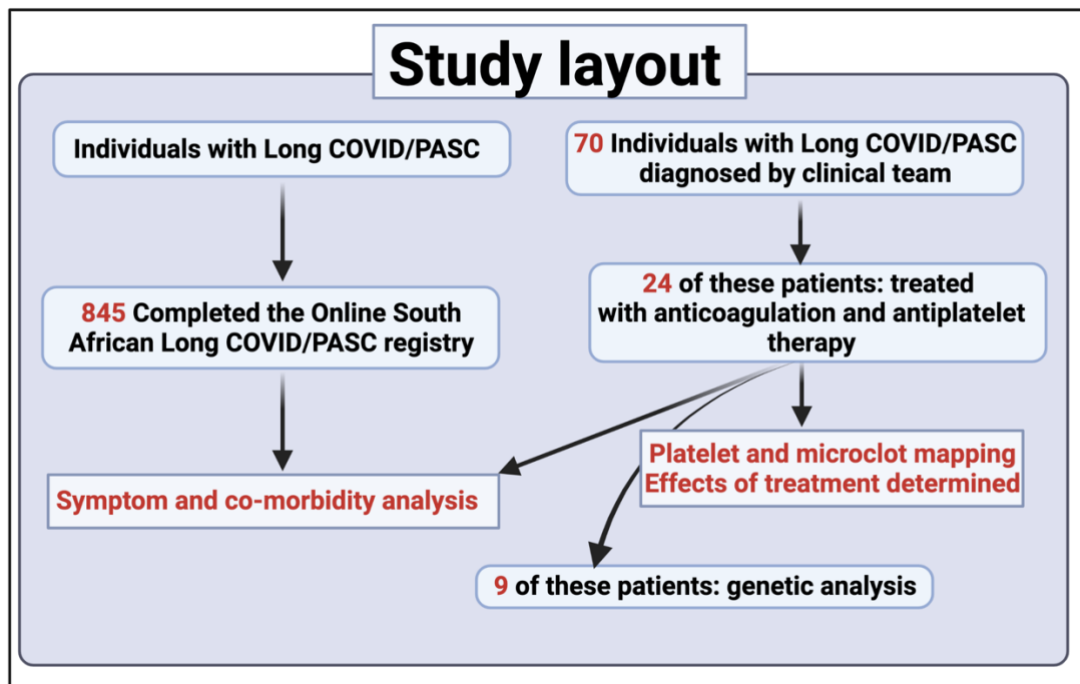 Study layout
Individuals with Long COVID/PASC
70 Individuals with Long COVID/PASC
diagnosed by clinical team
845 Completed the Online South
African Long COVID/PASC registry
24 of these patients: treated
with anticoagulation and antiplatelet
therapy
Symptom and co-morbidity analysis
Platelet and microclot mapping
Effects of treatment determined
9 of these patients: genetic analysis